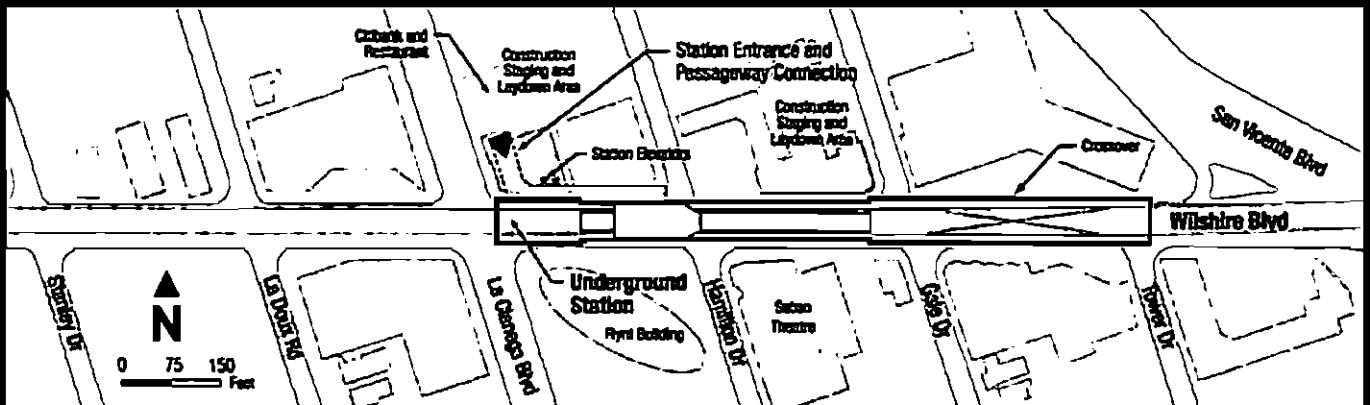 Citibank and
Restaurant
Construction
Staging and
Laydown Area
Station Entrance and
Passageway Connection
Construction
Staging and
Laydown Area
San Vicente Blvd
Station Elevators
Crossover
Wilshire Blvd
Stanley Dr
La Doux Rd
La Cienega Blvd
Underground
Station
Flynt Building
Hamilton Dr
Saban
Theatre
Gale Dr
Tower Dr
N
0 75 150
Feet